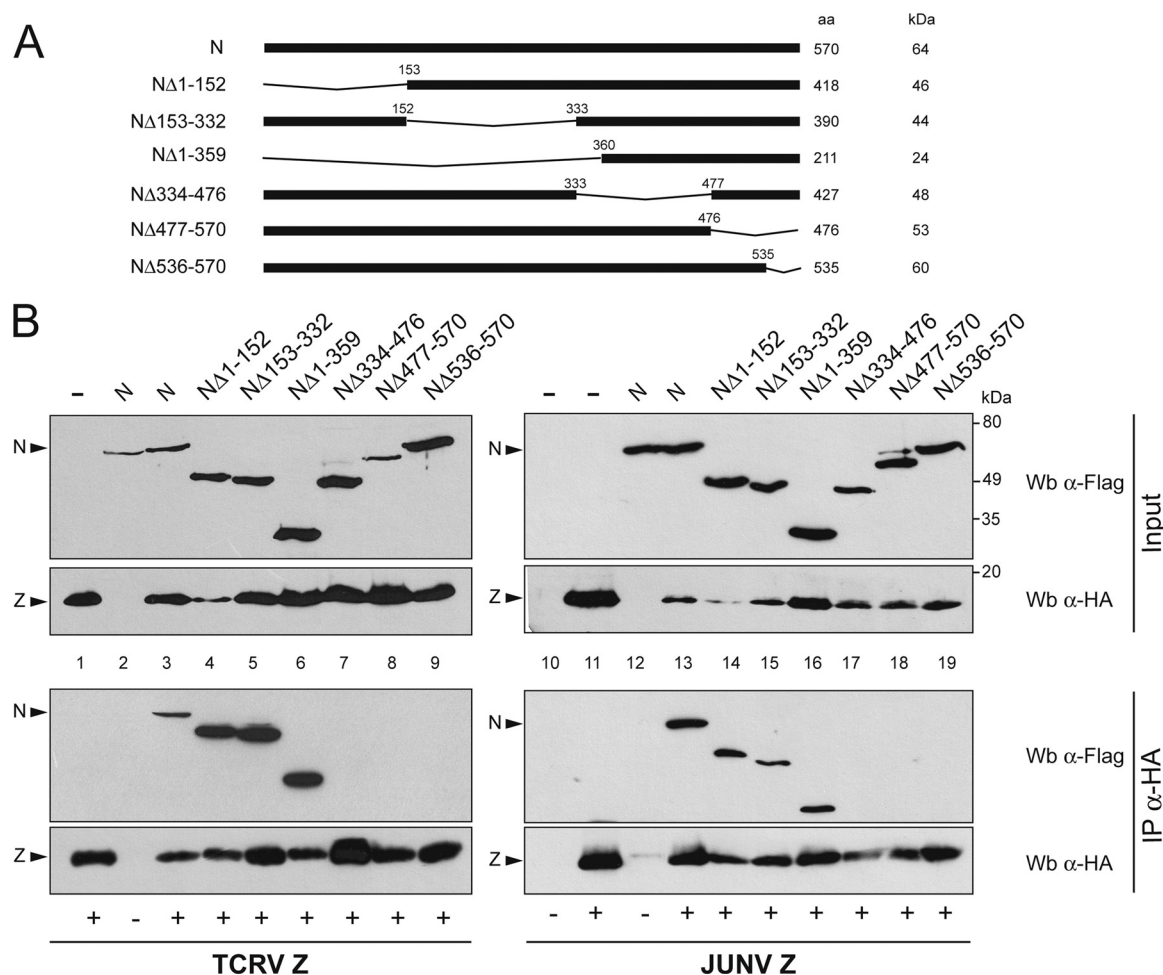 A
aa kDa
N 570 64
NΔ1-152 153 418 46
NΔ153-332 152 333 390 44
NΔ1-359 360 211 24
NΔ334-476 333 477 427 48
NΔ477-570 476 476 53
NΔ536-570 535 535 60
B
- N N NΔ1-152 NΔ153-332 NΔ1-359 NΔ334-476 NΔ477-570 NΔ536-570
- - N N NΔ1-152 NΔ153-332 NΔ1-359 NΔ334-476 NΔ477-570 NΔ536-570
kDa
N N 80
49 Wb α-Flag
35
20
Z Z Wb α-HA
Input
1 2 3 4 5 6 7 8 9 10 11 12 13 14 15 16 17 18 19
N N Wb α-Flag
Z Z Wb α-HA
IP α-HA
+ - + + + + + + + - + - + + + + + + +
TCRV Z JUNV Z